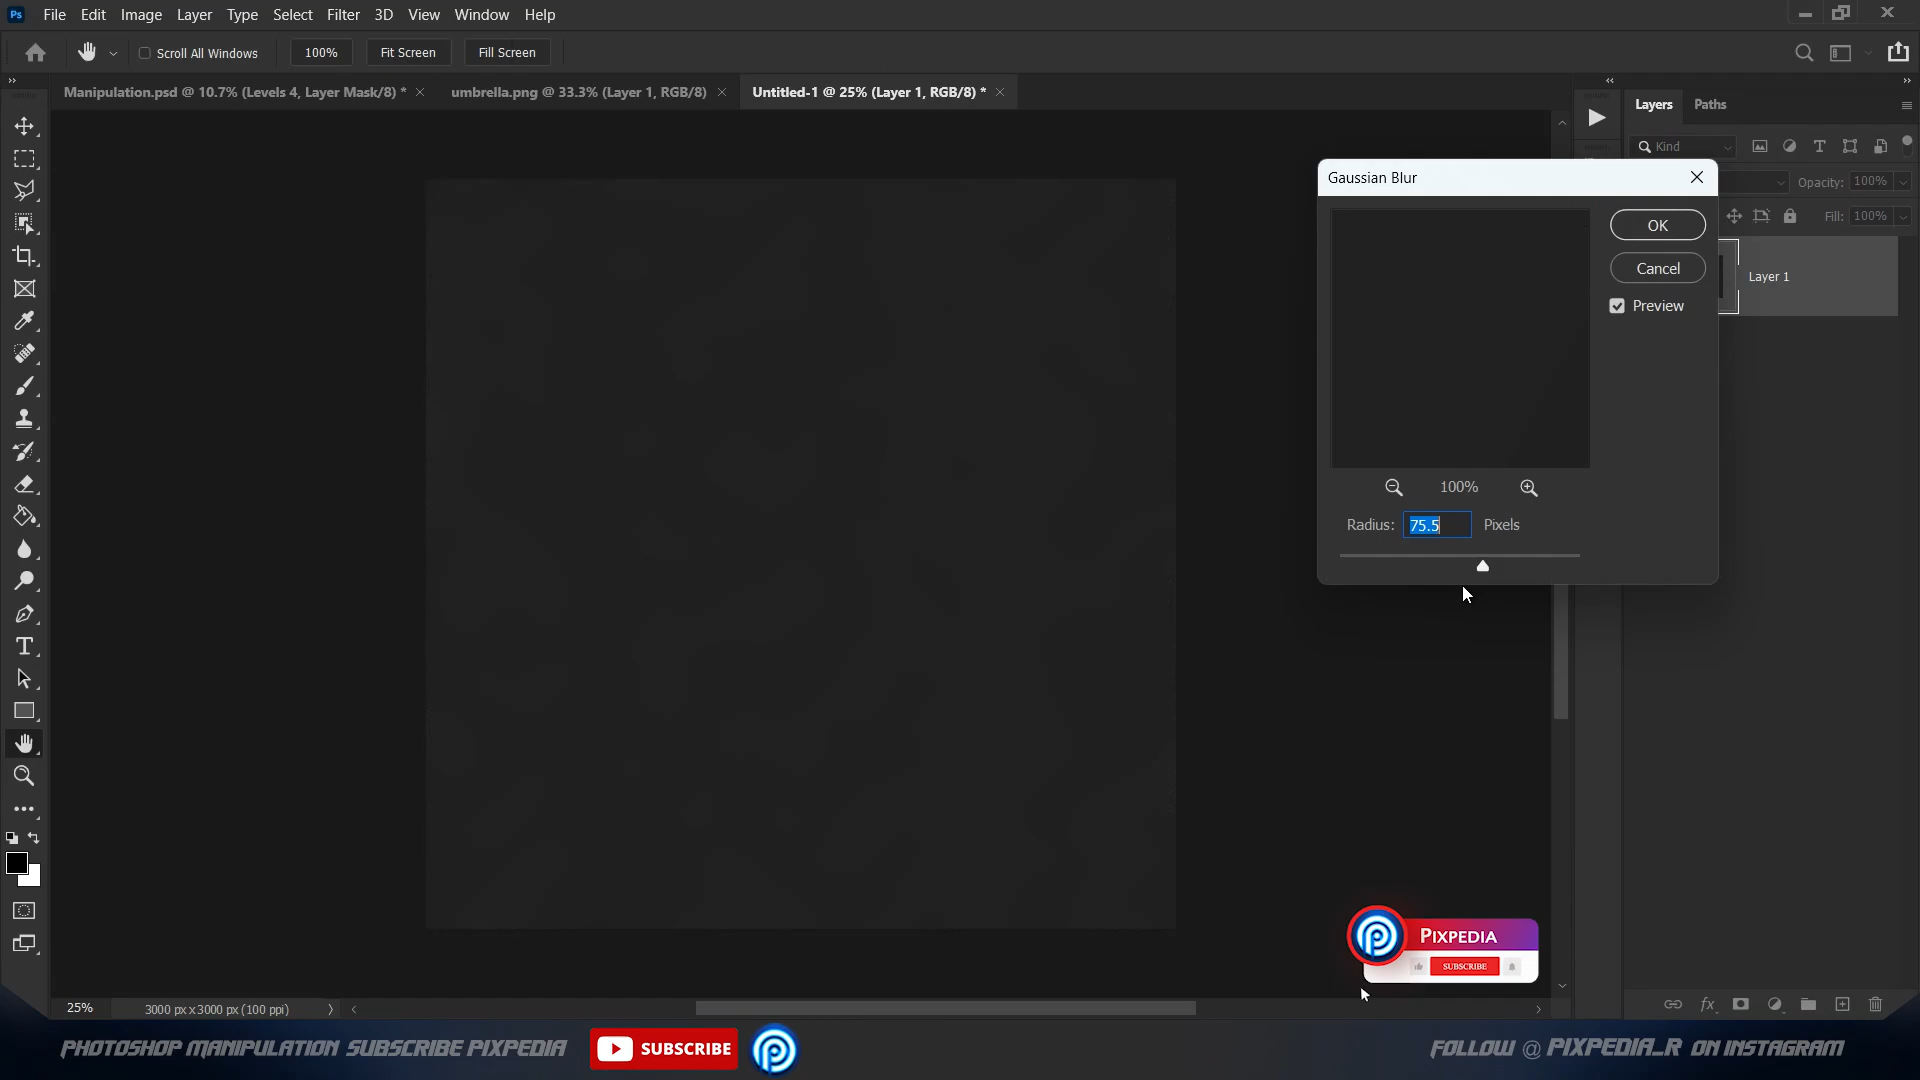 Ps File Edit Image Layer Type Select Filter 3D View Window Help
Scroll All Windows 100% Fit Screen Fill Screen
Manipulation.psd @ 10.7% (Levels 4, Layer Mask/8) * umbrella.png @ 33.3% (Layer 1, RGB/8) Untitled-1 @ 25% (Layer 1, RGB/8) *
Layers Paths
Kind
Gaussian Blur
Opacity: 100%
OK
Fill: 100%
Cancel
Layer 1
Preview
100%
Radius: 75.5 Pixels
PIXPEDIA
SUBSCRIBE
25% 3000 px x 3000 px (100 ppi)
PHOTOSHOP MANIPULATION SUBSCRIBE PIXPEDIA SUBSCRIBE FOLLOW @ PIXPEDIA_R ON INSTAGRAM